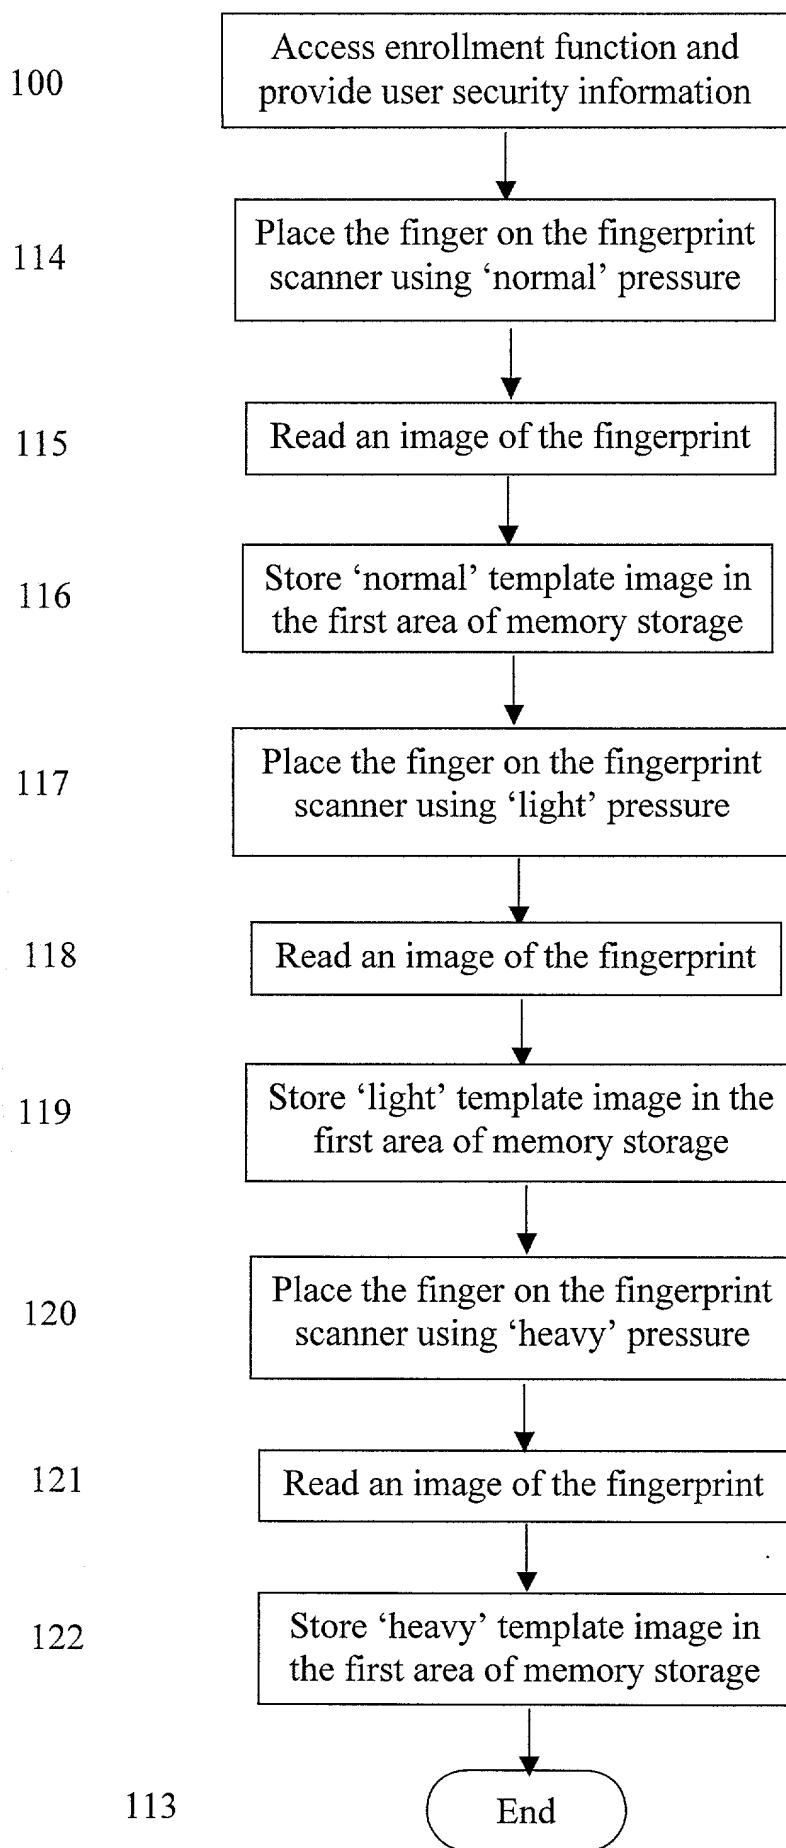 100
Access enrollment function and
provide user security information
114
Place the finger on the fingerprint
scanner using ‘normal’ pressure
115
Read an image of the fingerprint
116
Store ‘normal’ template image in
the first area of memory storage
117
Place the finger on the fingerprint
scanner using ‘light’ pressure
118
Read an image of the fingerprint
119
Store ‘light’ template image in the
first area of memory storage
120
Place the finger on the fingerprint
scanner using ‘heavy’ pressure
121
Read an image of the fingerprint
122
Store ‘heavy’ template image in
the first area of memory storage
113
End